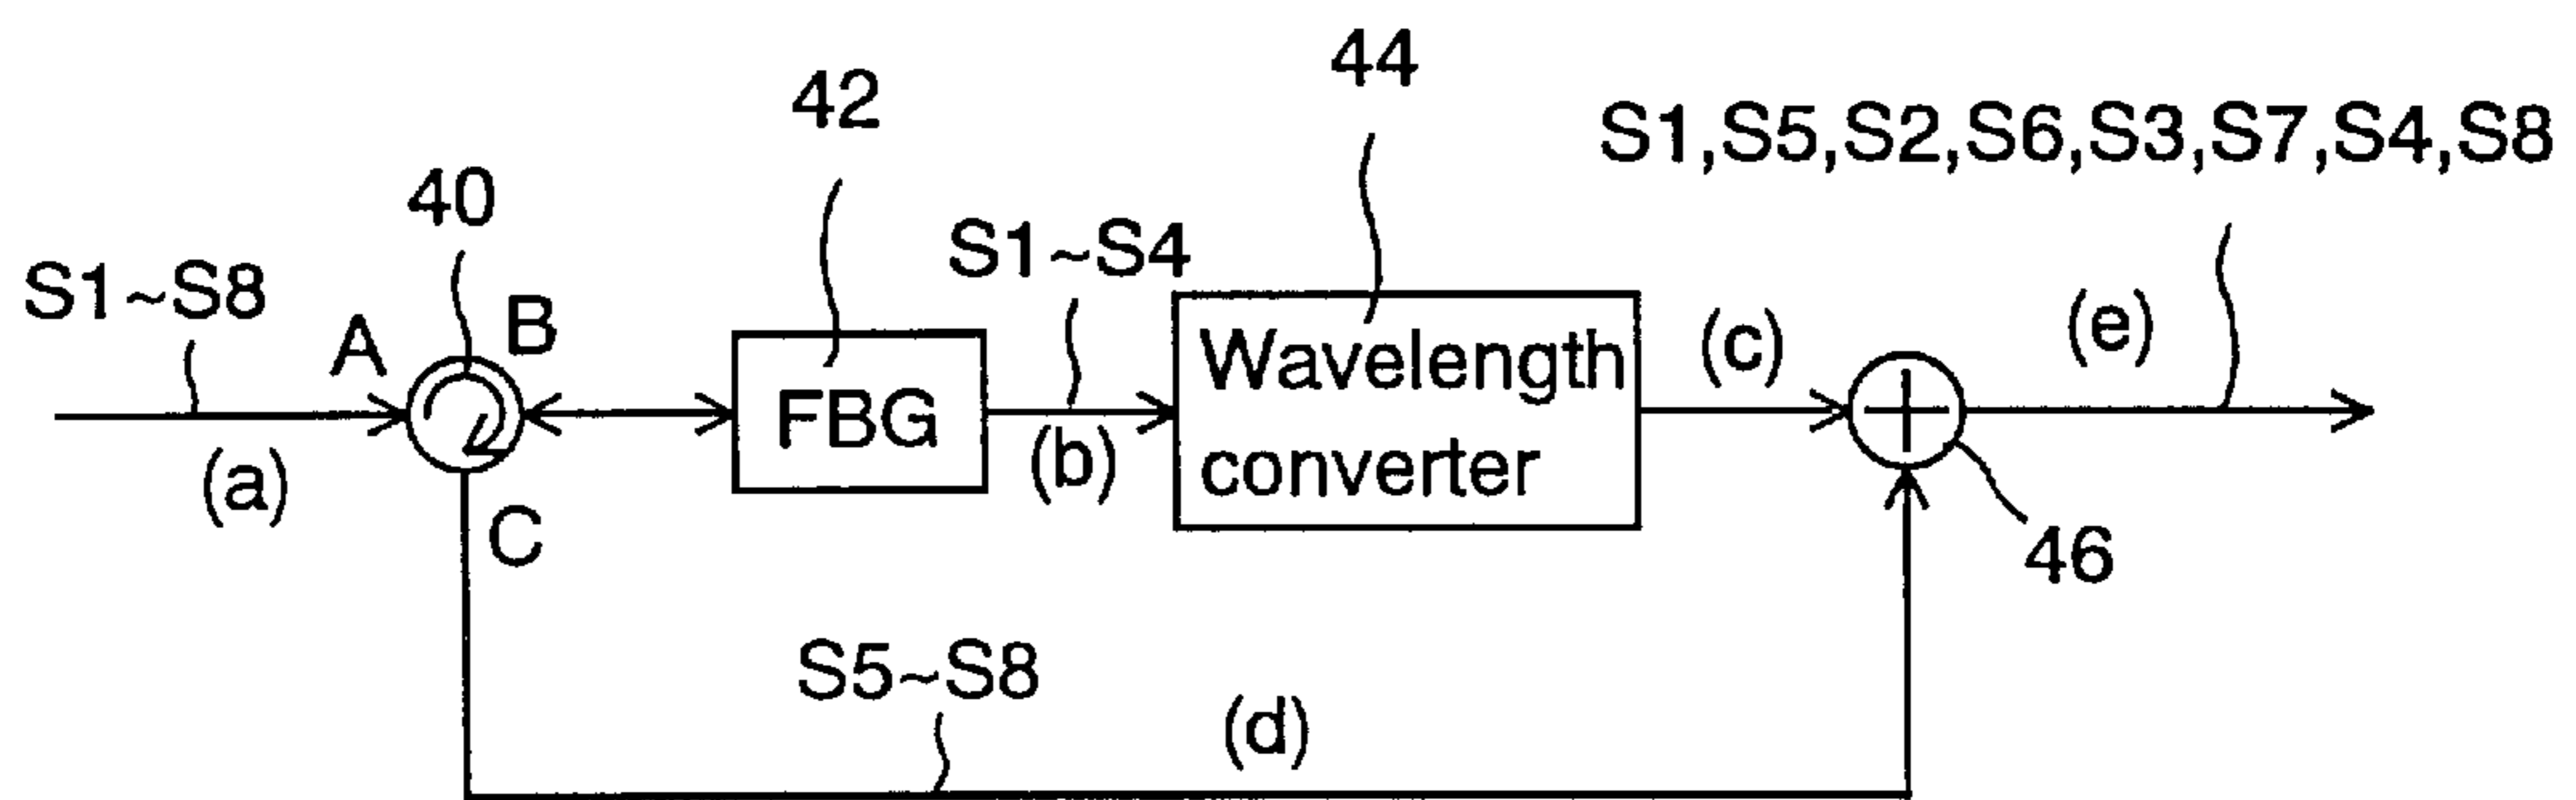 44
42
S1,S5,S2,S6,S3,S7,S4,S8
40
S1~S4
S1~S8
A
B
(a)
C
FBG
(b)
Wavelength
converter
(c)
(e)
46
S5~S8
(d)